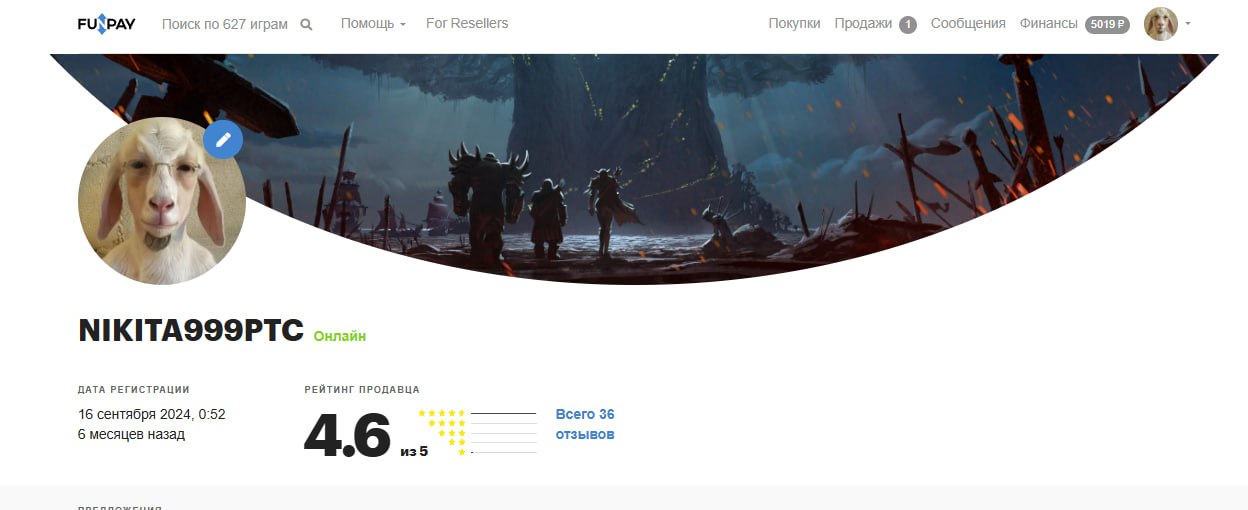 FUNPAY Поиск по 627 играм Помощь For Resellers Покупки Продажи 1 Сообщения Финансы 5019 ₽
NIKITA999PTC Онлайн
ДАТА РЕГИСТРАЦИИ
16 сентября 2024, 0:52
6 месяцев назад
РЕЙТИНГ ПРОДАВЦА
4.6 из 5
Всего 36
отзывов
ПРЕДЛОЖЕНИЯ